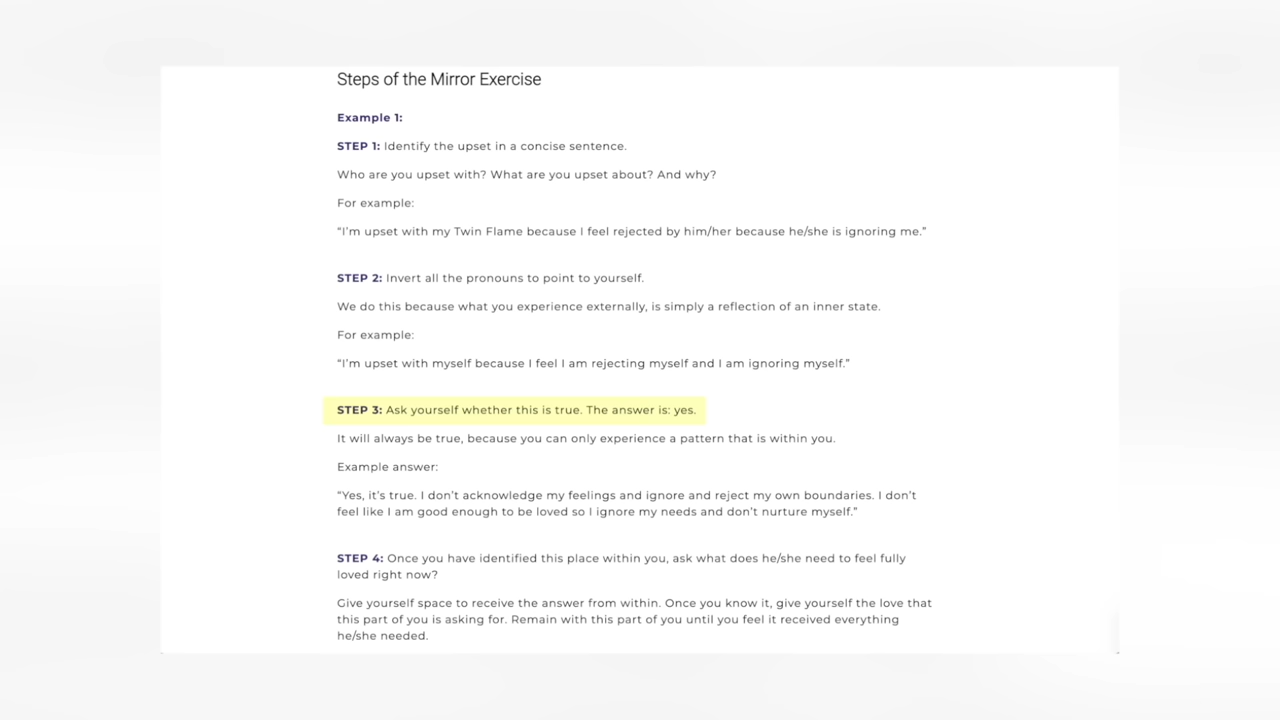 Steps of the Mirror Exercise
Example 1:
STEP 1: Identify the upset in a concise sentence.
Who are you upset with? What are you upset about? And why?
For example:
“I’m upset with my Twin Flame because I feel rejected by him/her because he/she is ignoring me.”
STEP 2: Invert all the pronouns to point to yourself.
We do this because what you experience externally, is simply a reflection of an inner state.
For example:
“I’m upset with myself because I feel I am rejecting myself and I am ignoring myself.”
STEP 3: Ask yourself whether this is true. The answer is: yes.
It will always be true, because you can only experience a pattern that is within you.
Example answer:
“Yes, it’s true. I don’t acknowledge my feelings and ignore and reject my own boundaries. I don’t
feel like I am good enough to be loved so I ignore my needs and don’t nurture myself.”
STEP 4: Once you have identified this place within you, ask what does he/she need to feel fully
loved right now?
Give yourself space to receive the answer from within. Once you know it, give yourself the love that
this part of you is asking for. Remain with this part of you until you feel it received everything
he/she needed.